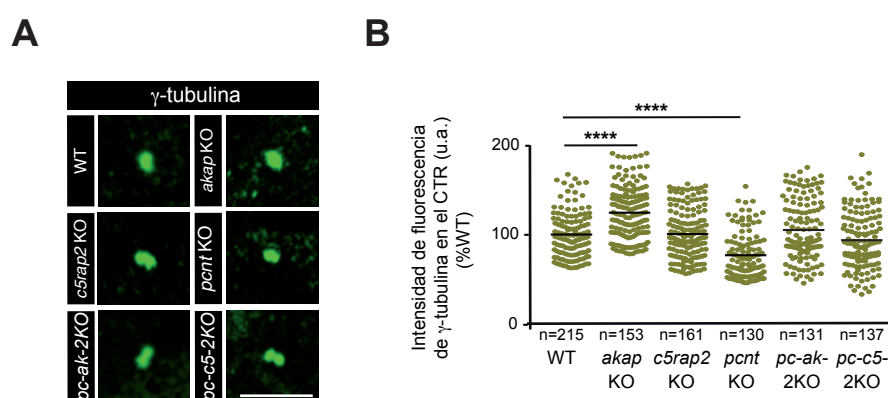 A
γ-tubulina
WT
akap KO
c5rap2 KO
pcnt KO
pc-ak-2KO
pc-c5-2KO
B
Intensidad de fluorescencia
de γ-tubulina en el CTR (u.a.)
(%WT)
200
100
0
****
****
n=215 n=153 n=161 n=130 n=131 n=137
WT akap c5rap2 pcnt pc-ak- pc-c5-
KO KO KO 2KO 2KO